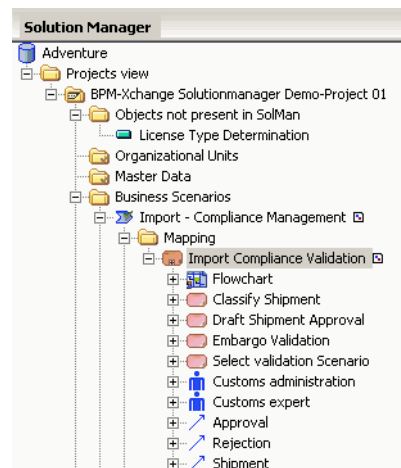 Solution Manager
Adventure
Projects view
BPM-Xchange Solutionmanager Demo-Project 01
Objects not present in SolMan
License Type Determination
Organizational Units
Master Data
Business Scenarios
Import - Compliance Management
Mapping
Import Compliance Validation
Flowchart
Classify Shipment
Draft Shipment Approval
Embargo Validation
Select validation Scenario
Customs administration
Customs expert
Approval
Rejection
Shipment